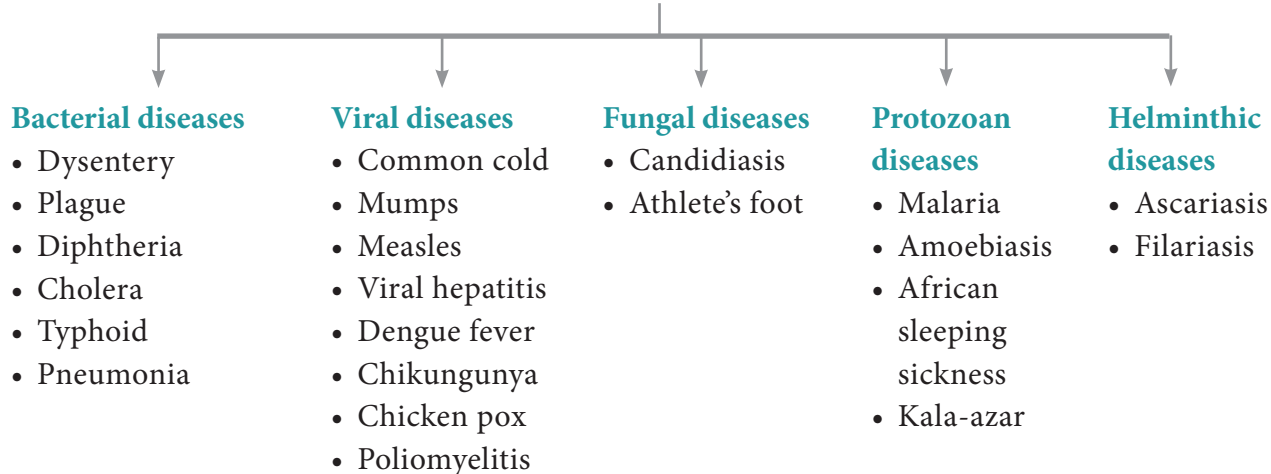 Bacterial diseases
• Dysentery
• Plague
• Diphtheria
• Cholera
• Typhoid
• Pneumonia
Viral diseases
• Common cold
• Mumps
• Measles
• Viral hepatitis
• Dengue fever
• Chikungunya
• Chicken pox
• Poliomyelitis
Fungal diseases
• Candidiasis
• Athlete’s foot
Protozoan
diseases
• Malaria
• Amoebiasis
• African
sleeping
sickness
• Kala-azar
Helminthic
diseases
• Ascariasis
• Filariasis